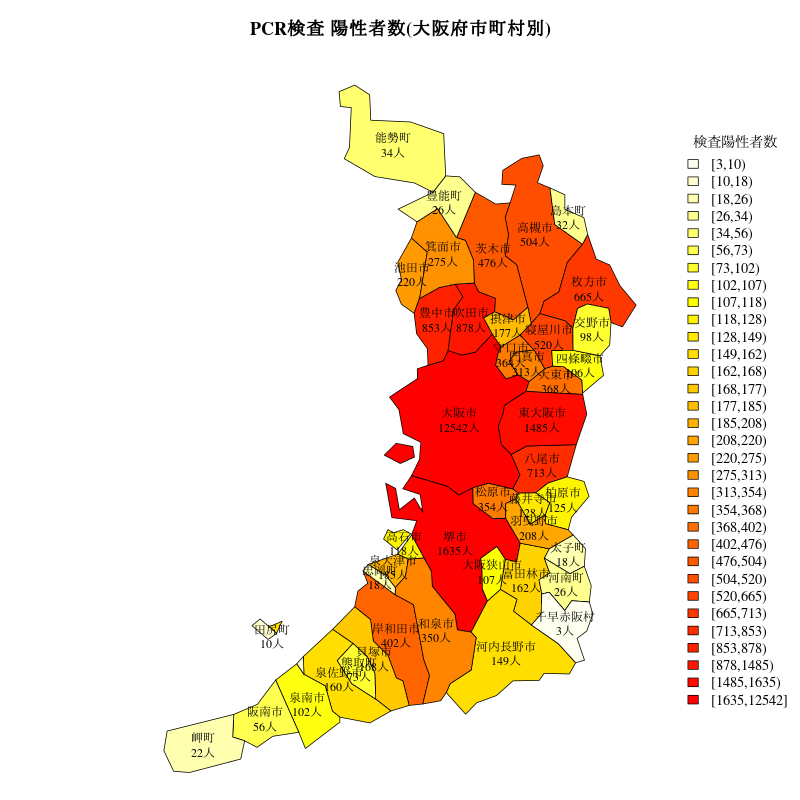 PCR検査 陽性者数(大阪府市町村別)
能勢町
34人
豊能町
26人
島本町
32人
高槻市
504人
茨木市
476人
箕面市
275人
池田市
220人
枚方市
665人
豊中市
853人
吹田市
878人
摂津市
177人
寝屋川市
520人
交野市
98人
守口市
364人
門真市
313人
四條畷市
106人
大東市
368人
大阪市
12542人
東大阪市
1485人
八尾市
713人
松原市
354人
藤井寺市
128人
柏原市
125人
羽曳野市
208人
高石市
118人
堺市
1635人
泉大津市
185人
忠岡町
18人
大阪狭山市
107人
富田林市
162人
太子町
18人
河南町
26人
千早赤阪村
3人
田尻町
10人
岸和田市
402人
和泉市
350人
河内長野市
149人
貝塚市
168人
熊取町
73人
泉佐野市
160人
泉南市
102人
阪南市
56人
岬町
22人
検査陽性者数
[3,10)
[10,18)
[18,26)
[26,34)
[34,56)
[56,73)
[73,102)
[102,107)
[107,118)
[118,128)
[128,149)
[149,162)
[162,168)
[168,177)
[177,185)
[185,208)
[208,220)
[220,275)
[275,313)
[313,354)
[354,368)
[368,402)
[402,476)
[476,504)
[504,520)
[520,665)
[665,713)
[713,853)
[853,878)
[878,1485)
[1485,1635)
[1635,12542]